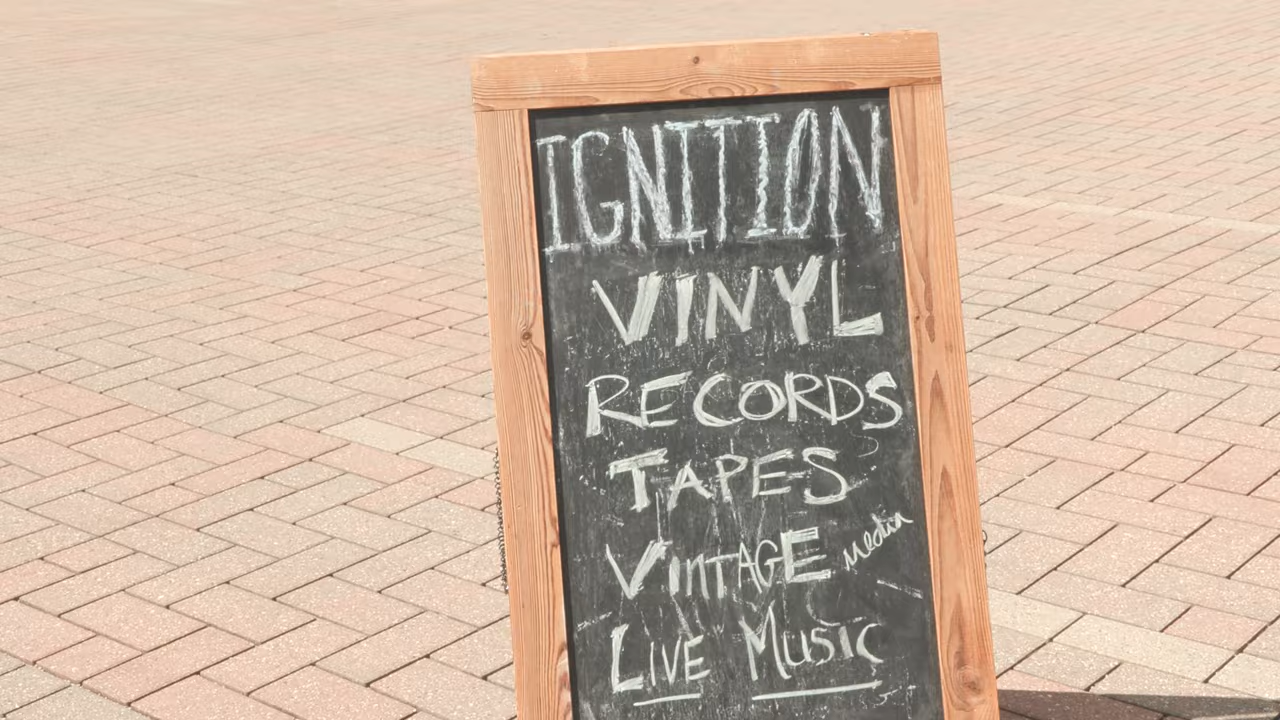 IGNITION
VINYL
RECORDS
TAPES
VINTAGE Media
LIVE MUSIC